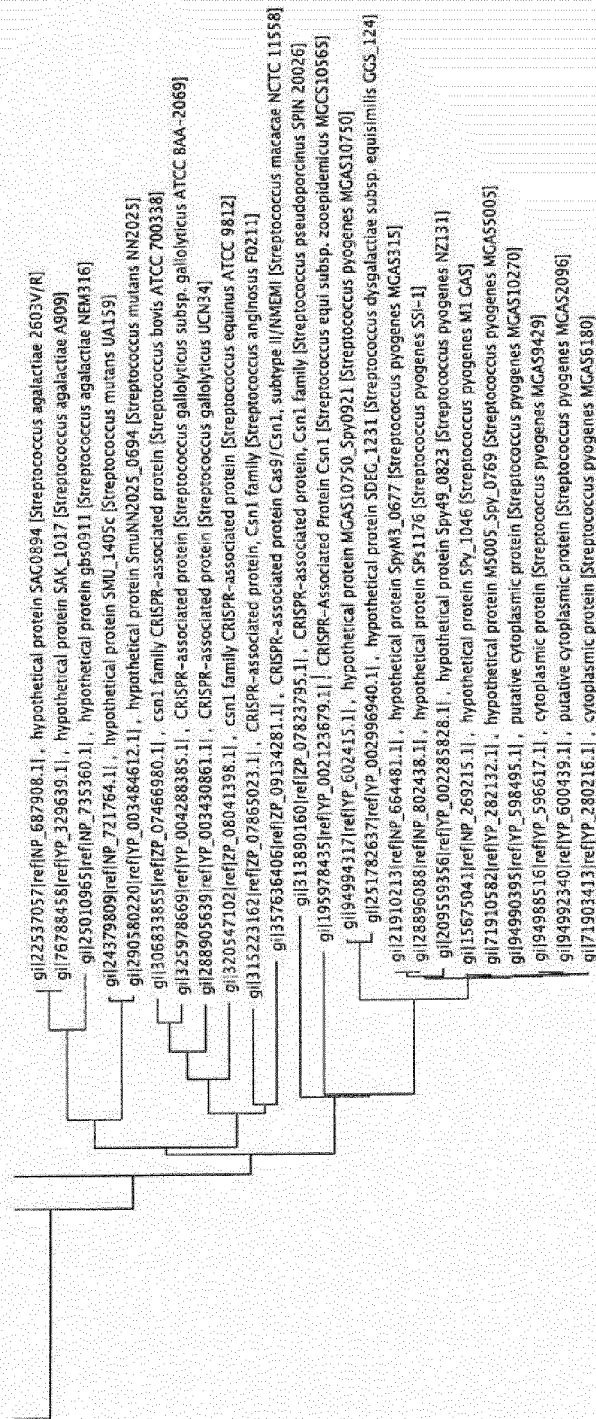 gi|22537057|ref|NP_687908.1|, hypothetical protein SAG0894 [Streptococcus agalactiae 2603V/R]
gi|76788458|ref|YP_329639.1|, hypothetical protein SAK_1017 [Streptococcus agalactiae A909]
gi|25010965|ref|NP_735360.1|, hypothetical protein gbs0911 [Streptococcus agalactiae NEM316]
gi|24379809|ref|NP_721764.1|, hypothetical protein SMU_1405c [Streptococcus mutans UA159]
gi|290580220|ref|YP_003484612.1|, hypothetical protein SmuNN2025_0694 [Streptococcus mutans NN2025]
gi|306833855|ref|ZP_07466980.1|, csn1 family CRISPR-associated protein [Streptococcus bovis ATCC 700338]
gi|325978669|ref|YP_004288385.1|, CRISPR-associated protein [Streptococcus gallolyticus subsp. gallolyticus ATCC BAA-2069]
gi|288905639|ref|YP_003430861.1|, CRISPR-associated protein [Streptococcus gallolyticus UCN34]
gi|320547102|ref|ZP_08041398.1|, csn1 family CRISPR-associated protein [Streptococcus equinus ATCC 9812]
gi|315223162|ref|ZP_07865023.1|, CRISPR-associated protein, Csn1 family [Streptococcus anginosus F0211]
gi|357636406|ref|ZP_09134281.1|, CRISPR-associated protein Cas9/Csn1, subtype II/NMEMI [Streptococcus macacae NCTC 11558]
gi|313890160|ref|ZP_07823795.1|, CRISPR-associated protein, Csn1 family [Streptococcus pseudoporcinus SPIN 20026]
gi|195978435|ref|YP_002123679.1|, CRISPR-Associated Protein Csn1 [Streptococcus equi subsp. zooepidemicus MGCS10565]
gi|94994317|ref|YP_602415.1|, hypothetical protein MGAS10750_Spy0921 [Streptococcus pyogenes MGAS10750]
gi|251782637|ref|YP_002996940.1|, hypothetical protein SDEG_1231 [Streptococcus dysgalactiae subsp. equisimilis GGS_124]
gi|21910213|ref|NP_664481.1|, hypothetical protein SpyM3_0677 [Streptococcus pyogenes MGAS315]
gi|28896088|ref|NP_802438.1|, hypothetical protein SPs1176 [Streptococcus pyogenes SSI-1]
gi|209559356|ref|YP_002285828.1|, hypothetical protein Spy49_0823 [Streptococcus pyogenes NZ131]
gi|15675041|ref|NP_269215.1|, hypothetical protein SPy_1046 [Streptococcus pyogenes M1 GAS]
gi|71910582|ref|YP_282132.1|, hypothetical protein M5005_Spy_0769 [Streptococcus pyogenes MGAS5005]
gi|94990395|ref|YP_598495.1|, putative cytoplasmic protein [Streptococcus pyogenes MGAS10270]
gi|94988516|ref|YP_596617.1|, cytoplasmic protein [Streptococcus pyogenes MGAS9429]
gi|94992340|ref|YP_600439.1|, putative cytoplasmic protein [Streptococcus pyogenes MGAS2096]
gi|71903413|ref|YP_280216.1|, cytoplasmic protein [Streptococcus pyogenes MGAS6180]